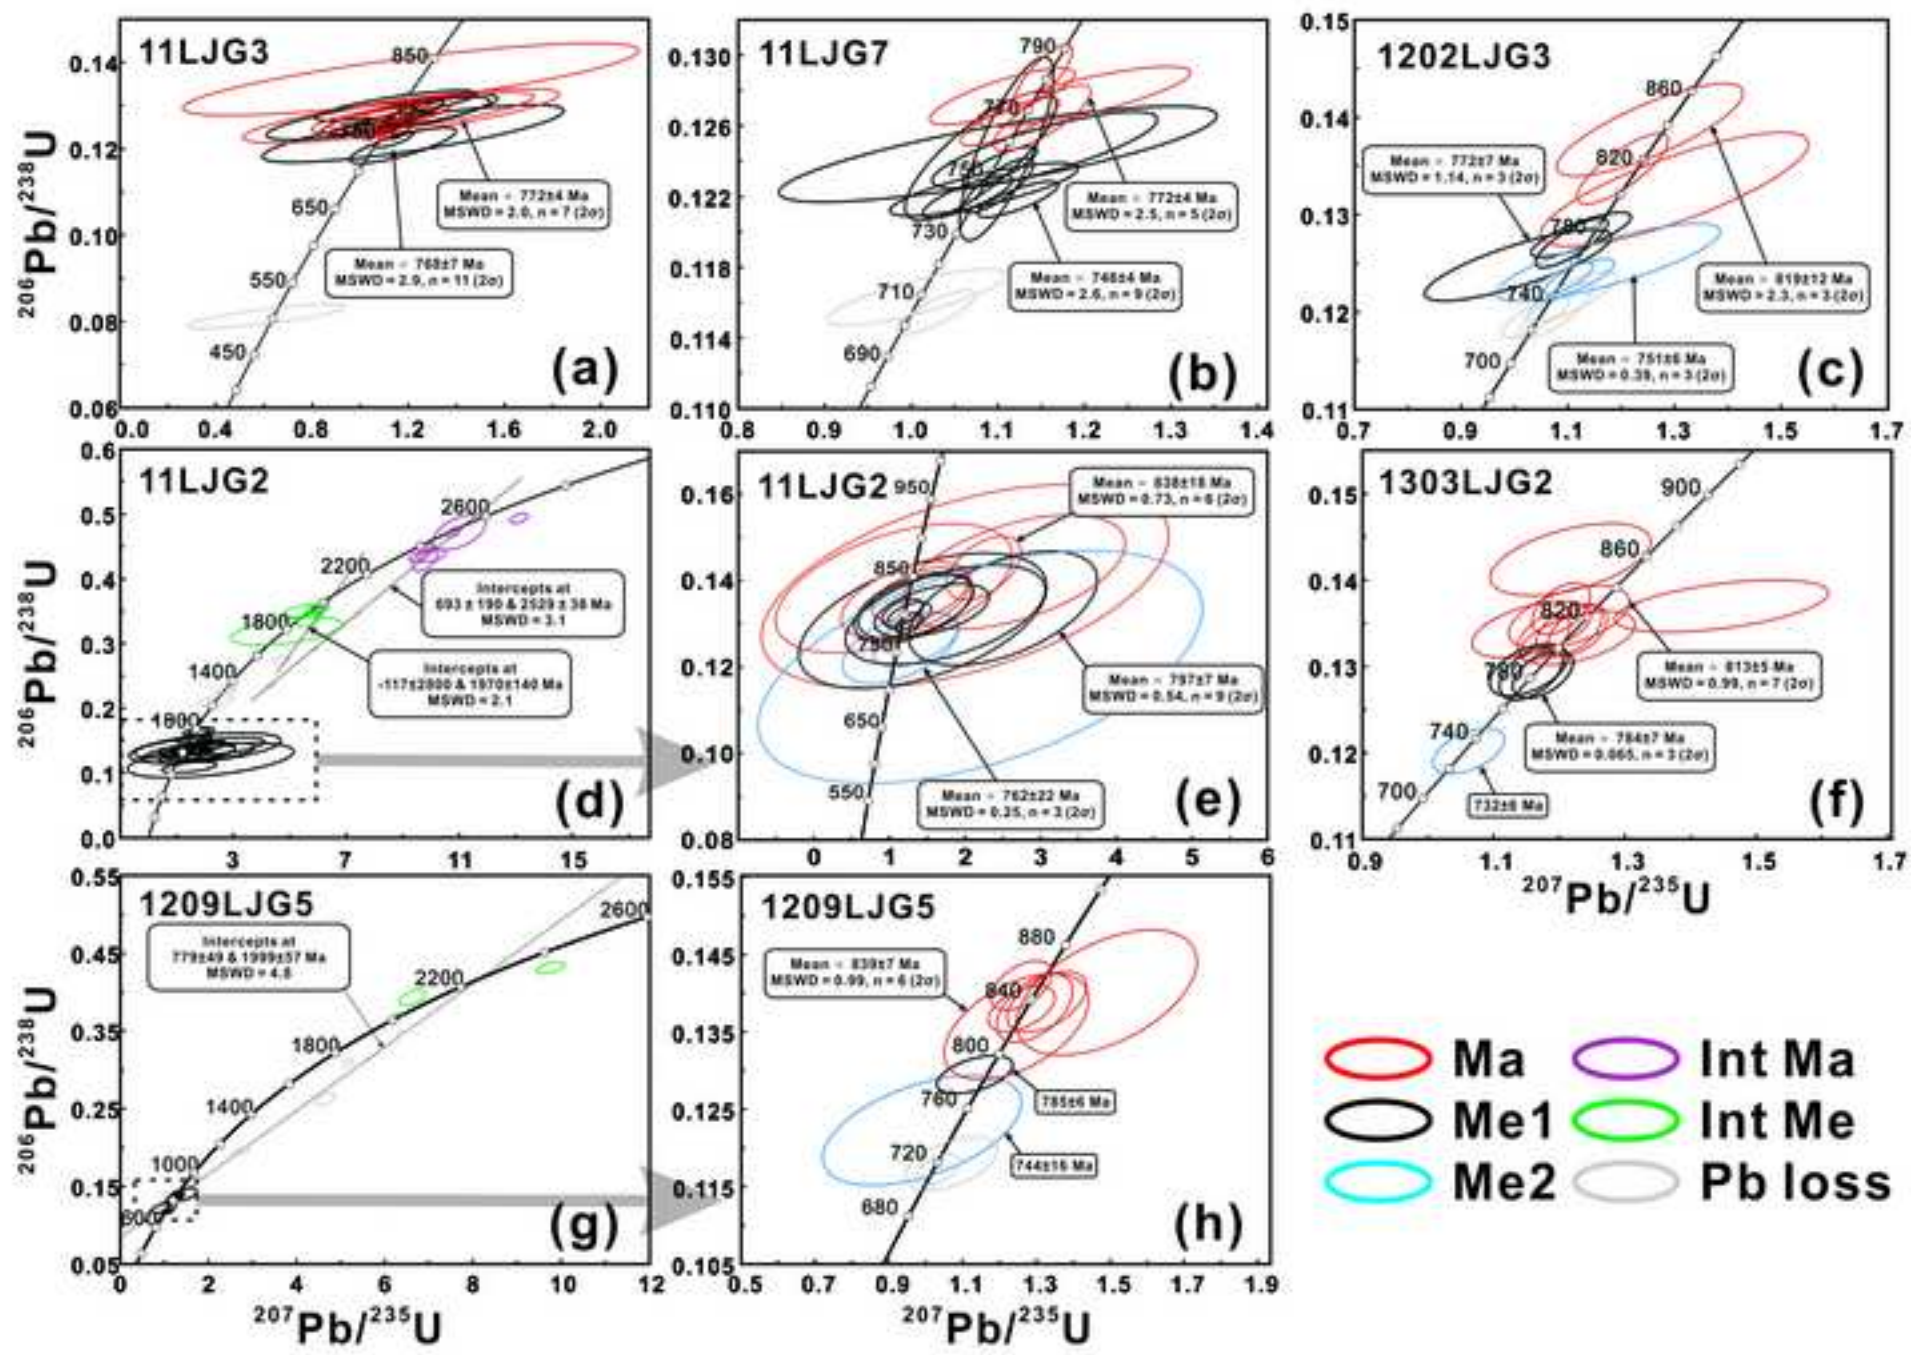 11LJG3
0.14
0.12
0.10
0.08
0.06
850
750
650
550
450
Mean = 772±4 Ma
MSWD = 2.0, n = 7 (2σ)
Mean = 768±7 Ma
MSWD = 2.9, n = 11 (2σ)
(a)
0.0 0.4 0.8 1.2 1.6 2.0
206Pb/238U
11LJG7
0.130
0.126
0.122
0.118
0.114
0.110
790
770
750
730
710
690
Mean = 772±4 Ma
MSWD = 2.5, n = 5 (2σ)
Mean = 746±4 Ma
MSWD = 2.6, n = 9 (2σ)
(b)
0.8 0.9 1.0 1.1 1.2 1.3 1.4
1202LJG3
0.15
0.14
0.13
0.12
0.11
860
820
780
740
700
Mean = 772±7 Ma
MSWD = 1.14, n = 3 (2σ)
Mean = 819±12 Ma
MSWD = 2.3, n = 3 (2σ)
Mean = 751±6 Ma
MSWD = 0.39, n = 3 (2σ)
(c)
0.7 0.9 1.1 1.3 1.5 1.7
11LJG2
0.6
0.5
0.4
0.3
0.2
0.1
0.0
2600
2200
1800
1400
1800
Intercepts at
693 ± 190 & 2529 ± 38 Ma
MSWD = 3.1
Intercepts at
-117±2800 & 1970±140 Ma
MSWD = 2.1
(d)
3 7 11 15
206Pb/238U
11LJG2
0.16
0.14
0.12
0.10
0.08
950
850
750
650
550
Mean = 838±18 Ma
MSWD = 0.73, n = 6 (2σ)
Mean = 797±7 Ma
MSWD = 0.54, n = 9 (2σ)
Mean = 762±22 Ma
MSWD = 0.25, n = 3 (2σ)
(e)
0 1 2 3 4 5 6
1303LJG2
0.15
0.14
0.13
0.12
0.11
900
860
820
780
740
700
Mean = 813±5 Ma
MSWD = 0.99, n = 7 (2σ)
Mean = 784±7 Ma
MSWD = 0.065, n = 3 (2σ)
732±6 Ma
(f)
0.9 1.1 1.3 1.5 1.7
207Pb/235U
1209LJG5
0.55
0.45
0.35
0.25
0.15
0.05
2600
2200
1800
1400
1000
600
Intercepts at
779±49 & 1999±57 Ma
MSWD = 4.8
(g)
0 2 4 6 8 10 12
206Pb/238U
207Pb/235U
1209LJG5
0.155
0.145
0.135
0.125
0.115
0.105
880
840
800
760
720
680
Mean = 839±7 Ma
MSWD = 0.99, n = 6 (2σ)
785±6 Ma
744±16 Ma
(h)
0.5 0.7 0.9 1.1 1.3 1.5 1.7 1.9
207Pb/235U
Ma Int Ma
Me1 Int Me
Me2 Pb loss